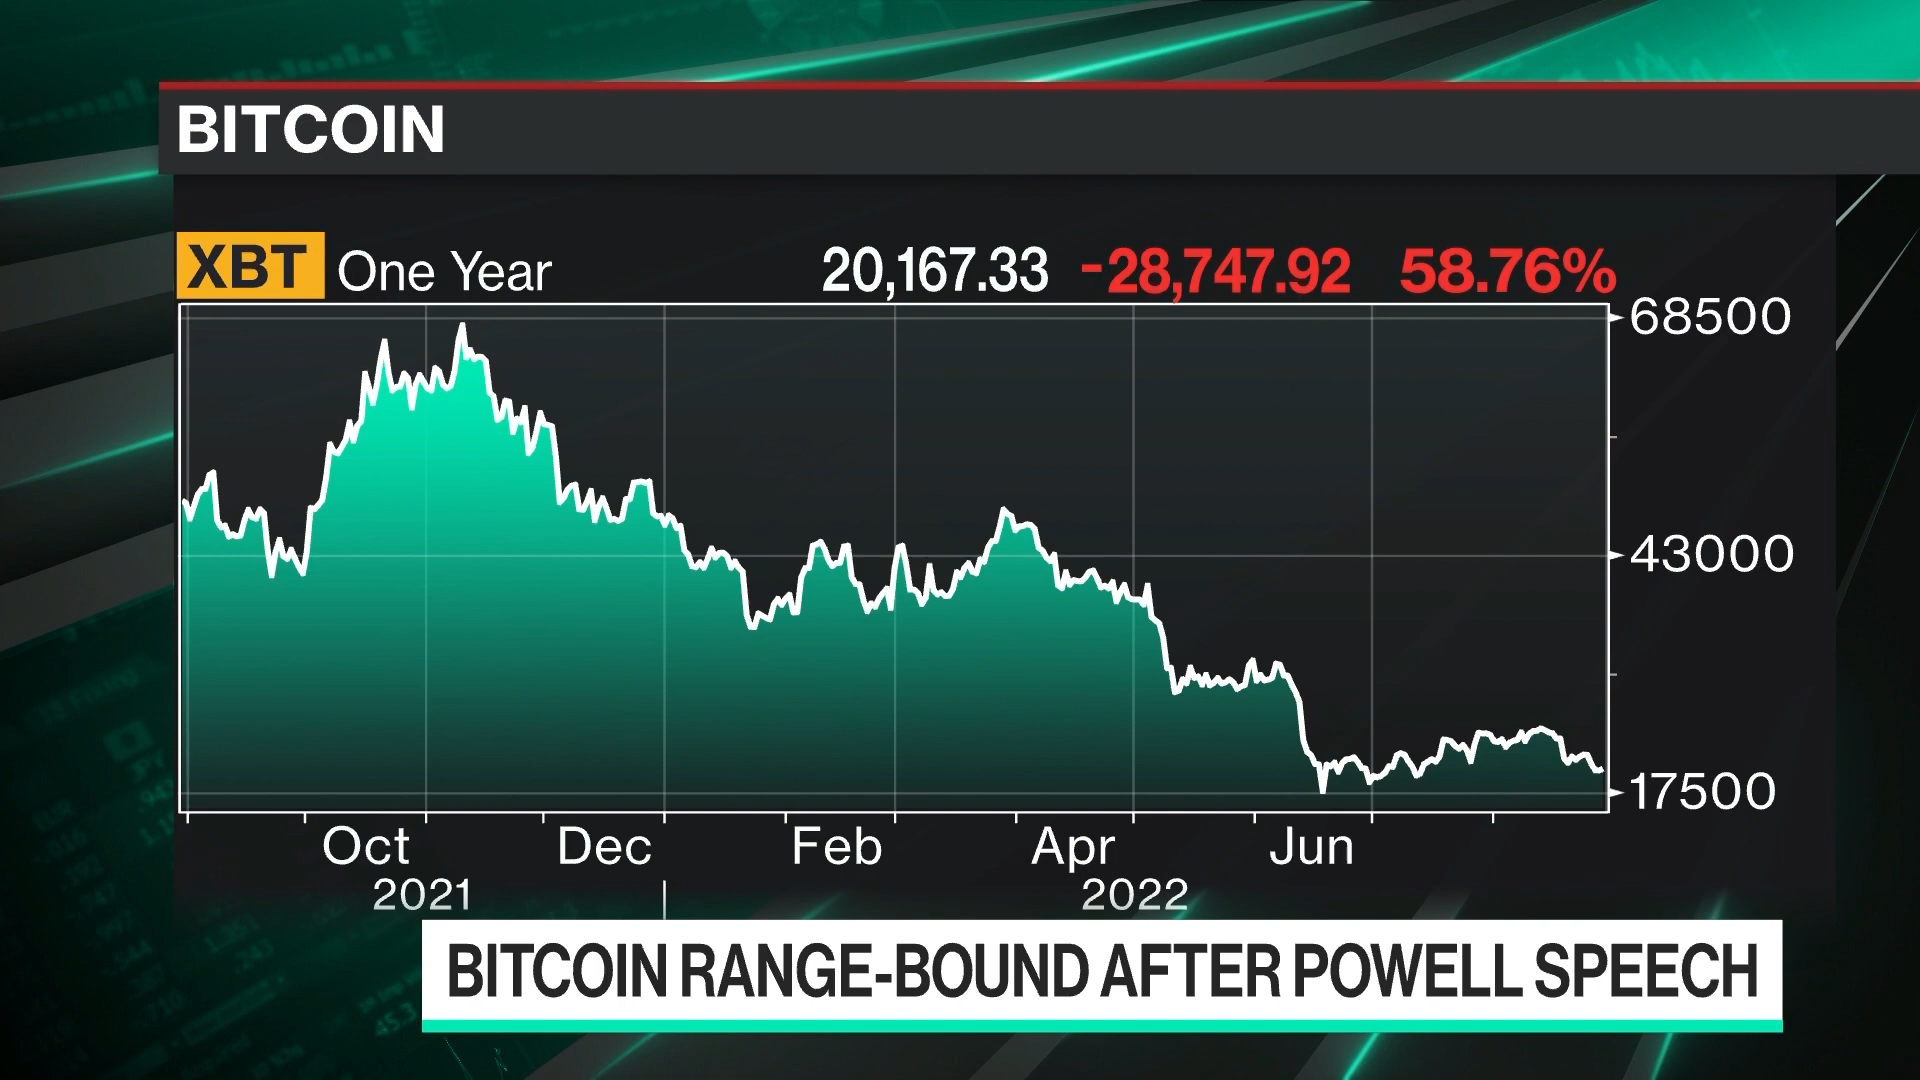 BITCOIN
XBT One Year 20,167.33 -28,747.92 58.76%
68500
43000
17500
Oct Dec Feb Apr Jun
2021 2022
BITCOIN RANGE-BOUND AFTER POWELL SPEECH